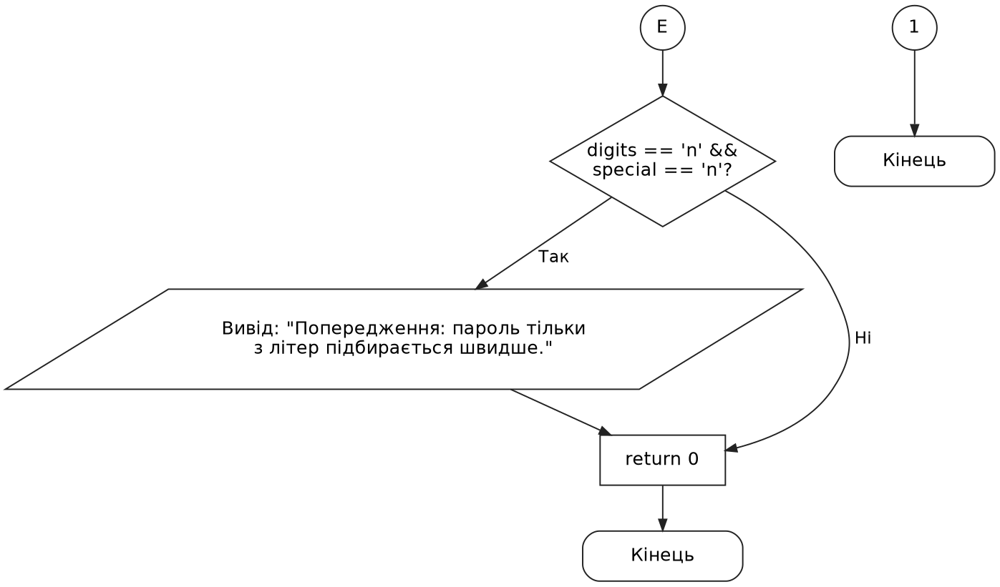 E
1
digits == 'n' &&
special == 'n'?
Кінець
Так
Вивід: "Попередження: пароль тільки
з літер підбирається швидше."
Ні
return 0
Кінець